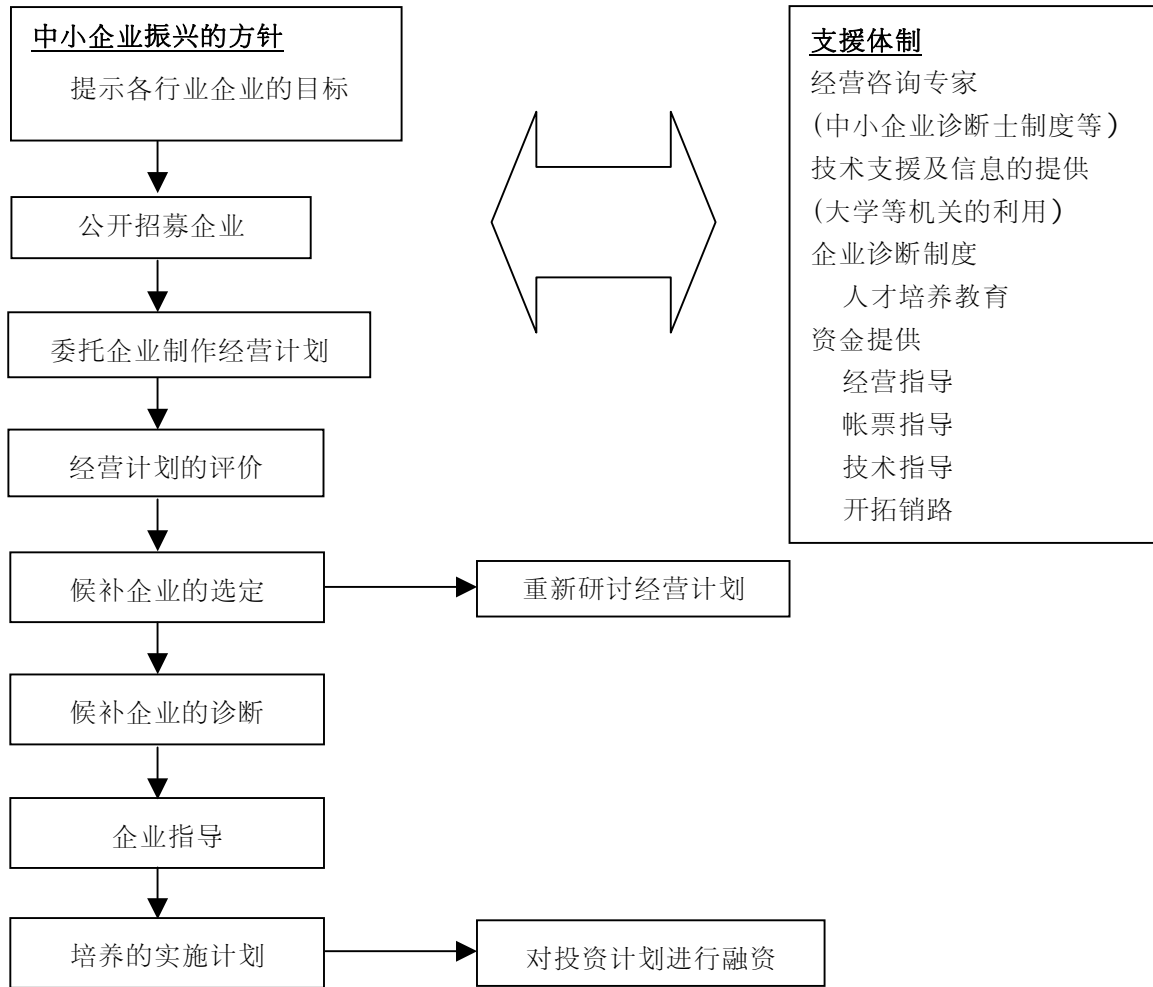 中小企业振兴的方针
提示各行业企业的目标
公开招募企业
委托企业制作经营计划
经营计划的评价
候补企业的选定
重新研讨经营计划
候补企业的诊断
企业指导
培养的实施计划
对投资计划进行融资
支援体制
经营咨询专家
(中小企业诊断士制度等)
技术支援及信息的提供
(大学等机关的利用)
企业诊断制度
人才培养教育
资金提供
经营指导
帐票指导
技术指导
开拓销路